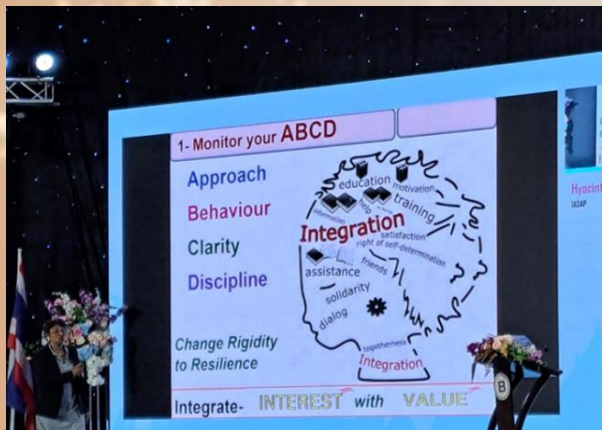 1- Monitor your ABCD
Approach
Behaviour
Clarity
Discipline
Change Rigidity
to Resilience
education
motivation
training
help
information
Integration
satisfaction
right of self-determination
assistance
friends
solidarity
dialog
togetherness
Integration
Integrate- INTEREST with VALUE
Hyacint
IASAP
B